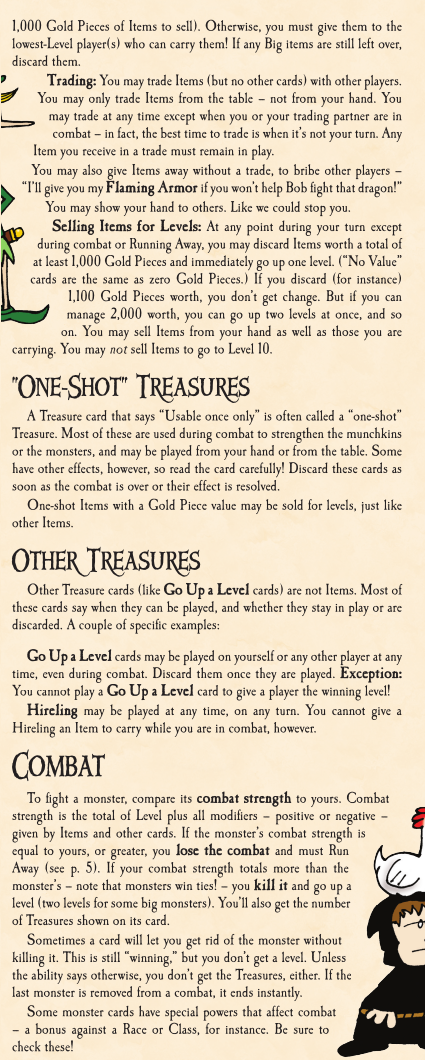 1,000 Gold Pieces of Items to sell). Otherwise, you must give them to the
lowest-Level player(s) who can carry them! If any Big items are still left over,
discard them.
Trading: You may trade Items (but no other cards) with other players.
You may only trade Items from the table – not from your hand. You
may trade at any time except when you or your trading partner are in
combat – in fact, the best time to trade is when it's not your turn. Any
Item you receive in a trade must remain in play.
You may also give Items away without a trade, to bribe other players –
"I'll give you my Flaming Armor if you won't help Bob fight that dragon!"
You may show your hand to others. Like we could stop you.
Selling Items for Levels: At any point during your turn except
during combat or Running Away, you may discard Items worth a total of
at least 1,000 Gold Pieces and immediately go up one level. ("No Value"
cards are the same as zero Gold Pieces.) If you discard (for instance)
1,100 Gold Pieces worth, you don't get change. But if you can
manage 2,000 worth, you can go up two levels at once, and so
on. You may sell Items from your hand as well as those you are
carrying. You may not sell Items to go to Level 10.
"One-Shot" Treasures
A Treasure card that says "Usable once only" is often called a "one-shot"
Treasure. Most of these are used during combat to strengthen the munchkins
or the monsters, and may be played from your hand or from the table. Some
have other effects, however, so read the card carefully! Discard these cards as
soon as the combat is over or their effect is resolved.
One-shot Items with a Gold Piece value may be sold for levels, just like
other Items.
Other Treasures
Other Treasure cards (like Go Up a Level cards) are not Items. Most of
these cards say when they can be played, and whether they stay in play or are
discarded. A couple of specific examples:
Go Up a Level cards may be played on yourself or any other player at any
time, even during combat. Discard them once they are played. Exception:
You cannot play a Go Up a Level card to give a player the winning level!
Hireling may be played at any time, on any turn. You cannot give a
Hireling an Item to carry while you are in combat, however.
Combat
To fight a monster, compare its combat strength to yours. Combat
strength is the total of Level plus all modifiers – positive or negative –
given by Items and other cards. If the monster's combat strength is
equal to yours, or greater, you lose the combat and must Run
Away (see p. 5). If your combat strength totals more than the
monster's – note that monsters win ties! – you kill it and go up a
level (two levels for some big monsters). You'll also get the number
of Treasures shown on its card.
Sometimes a card will let you get rid of the monster without
killing it. This is still "winning," but you don't get a level. Unless
the ability says otherwise, you don't get the Treasures, either. If the
last monster is removed from a combat, it ends instantly.
Some monster cards have special powers that affect combat
– a bonus against a Race or Class, for instance. Be sure to
check these!